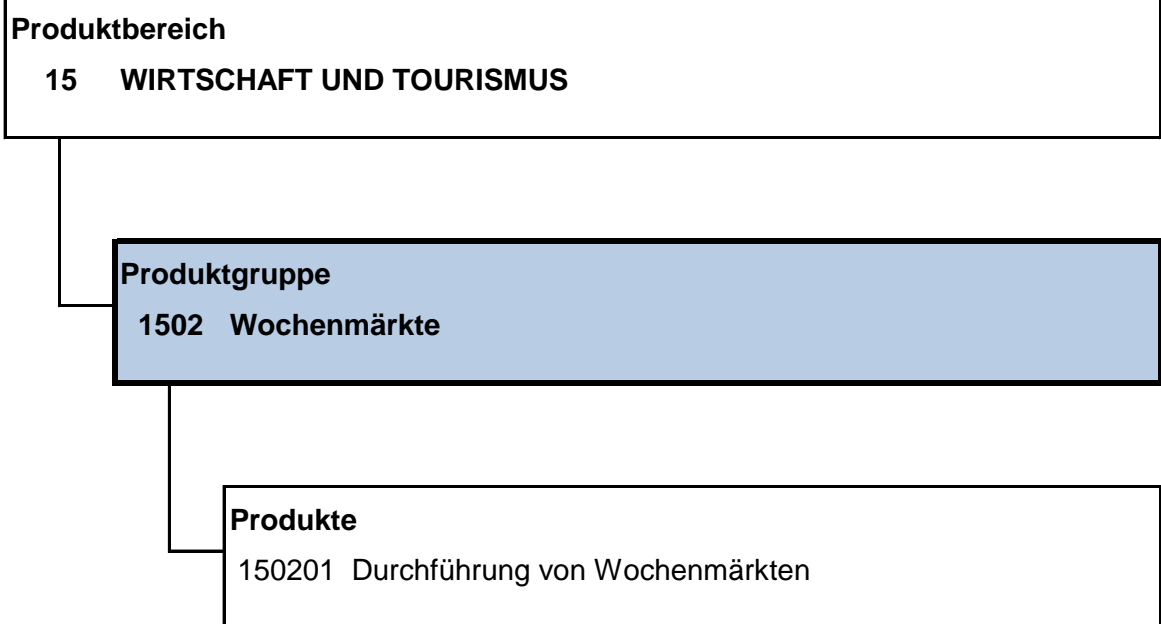 Produktbereich
15 WIRTSCHAFT UND TOURISMUS
Produktgruppe
1502 Wochenmärkte
Produkte
150201 Durchführung von Wochenmärkten